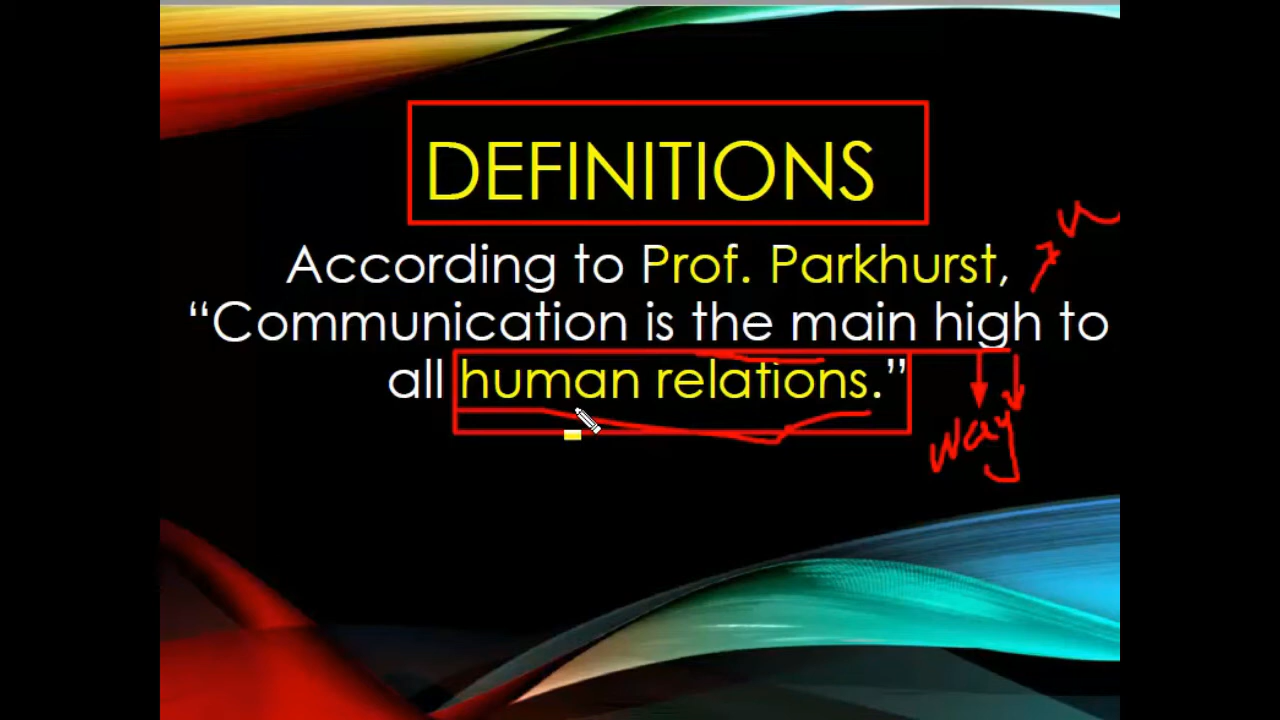 DEFINITIONS
According to Prof. Parkhurst,
“Communication is the main high to
all human relations.”
way